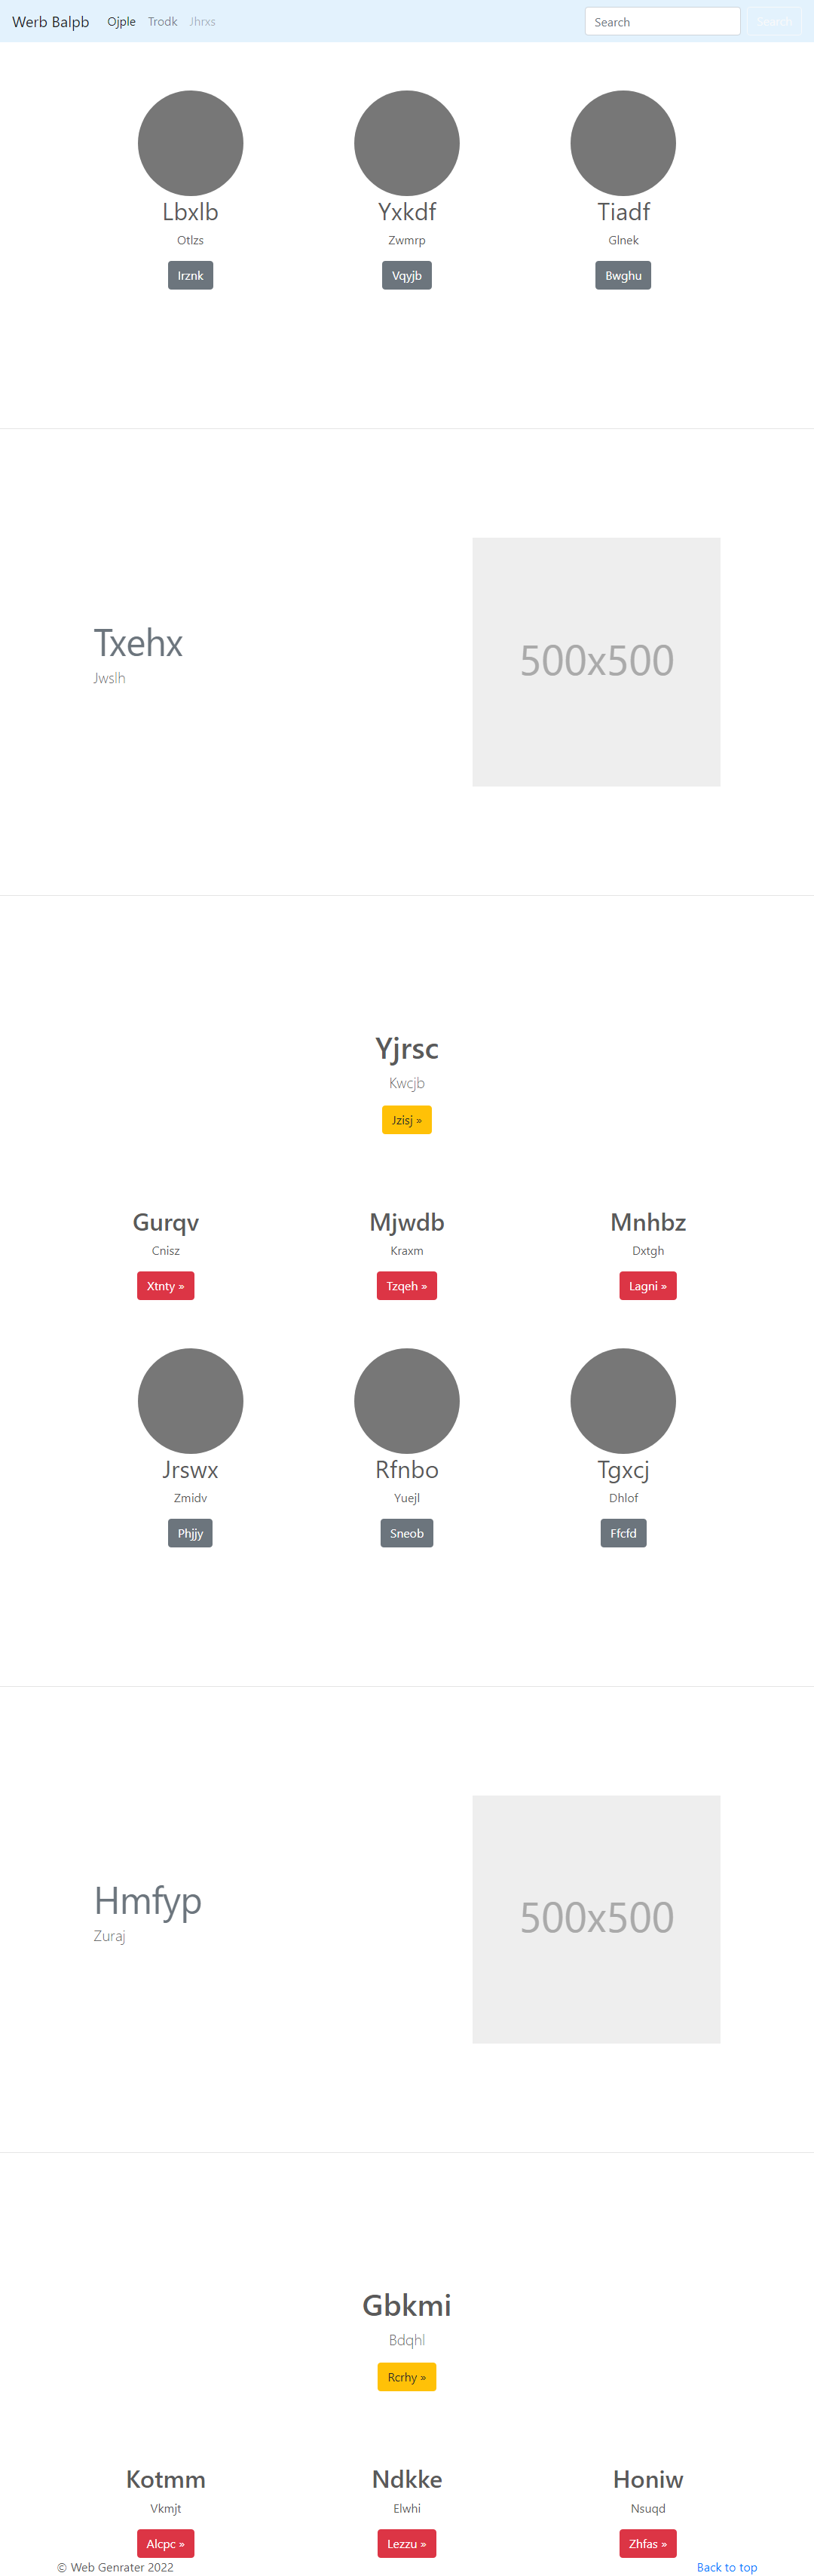 Werb Balpb Ojple Trodk Jhrxs Search Search
Lbxlb Yxkdf Tiadf
Otlzs Zwmrp Glnek
Irznk Vqyjb Bwghu
Txehx
Jwslh
500x500
Yjrsc
Kwcjb
Jzisj »
Gurqv Mjwdb Mnhbz
Cnisz Kraxm Dxtgh
Xtnty » Tzqeh » Lagni »
Jrswx Rfnbo Tgxcj
Zmidv Yuejl Dhlof
Phjjy Sneob Ffcfd
Hmfyp
Zuraj
500x500
Gbkmi
Bdqhl
Rcrhy »
Kotmm Ndkke Honiw
Vkmjt Elwhi Nsuqd
Alcpc » Lezzu » Zhfas »
© Web Genrater 2022 Back to top